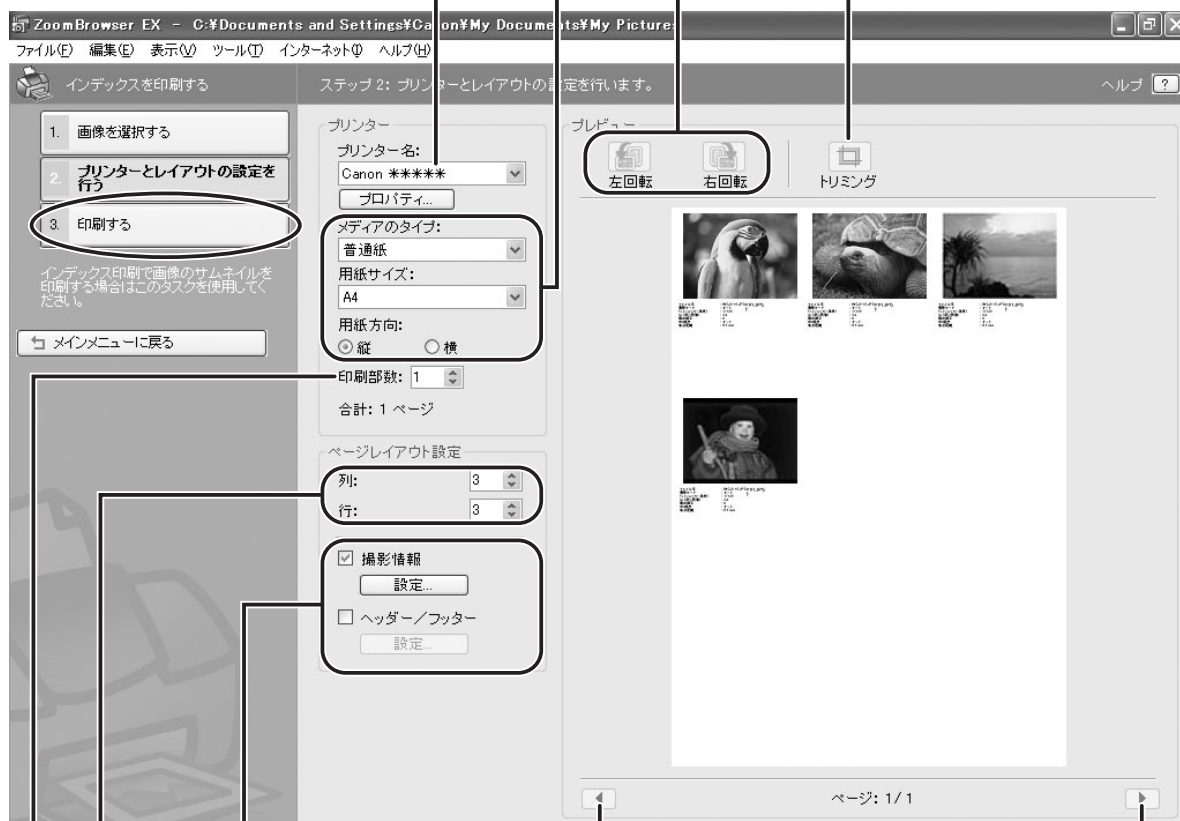 ZoomBrowser EX - C:¥Documents and Settings¥Canon¥My Documents¥My Pictures
ファイル(F) 編集(E) 表示(V) ツール(T) インターネット(I) ヘルプ(H)
インデックスを印刷する
ステップ 2: プリンターとレイアウトの設定を行います。
ヘルプ ?
1. 画像を選択する
2. プリンターとレイアウトの設定を
行う
3. 印刷する
インデックス印刷で画像のサムネイルを
印刷する場合はこのタスクを使用してく
ださい。
メインメニューに戻る
プリンター
プリンター名:
Canon *****
プロパティ...
メディアのタイプ:
普通紙
用紙サイズ:
A4
用紙方向:
縦 横
印刷部数: 1
合計: 1 ページ
ページレイアウト設定
列: 3
行: 3
撮影情報
設定...
ヘッダー/フッター
設定...
プレビュー
左回転 右回転 トリミング
ページ: 1/1